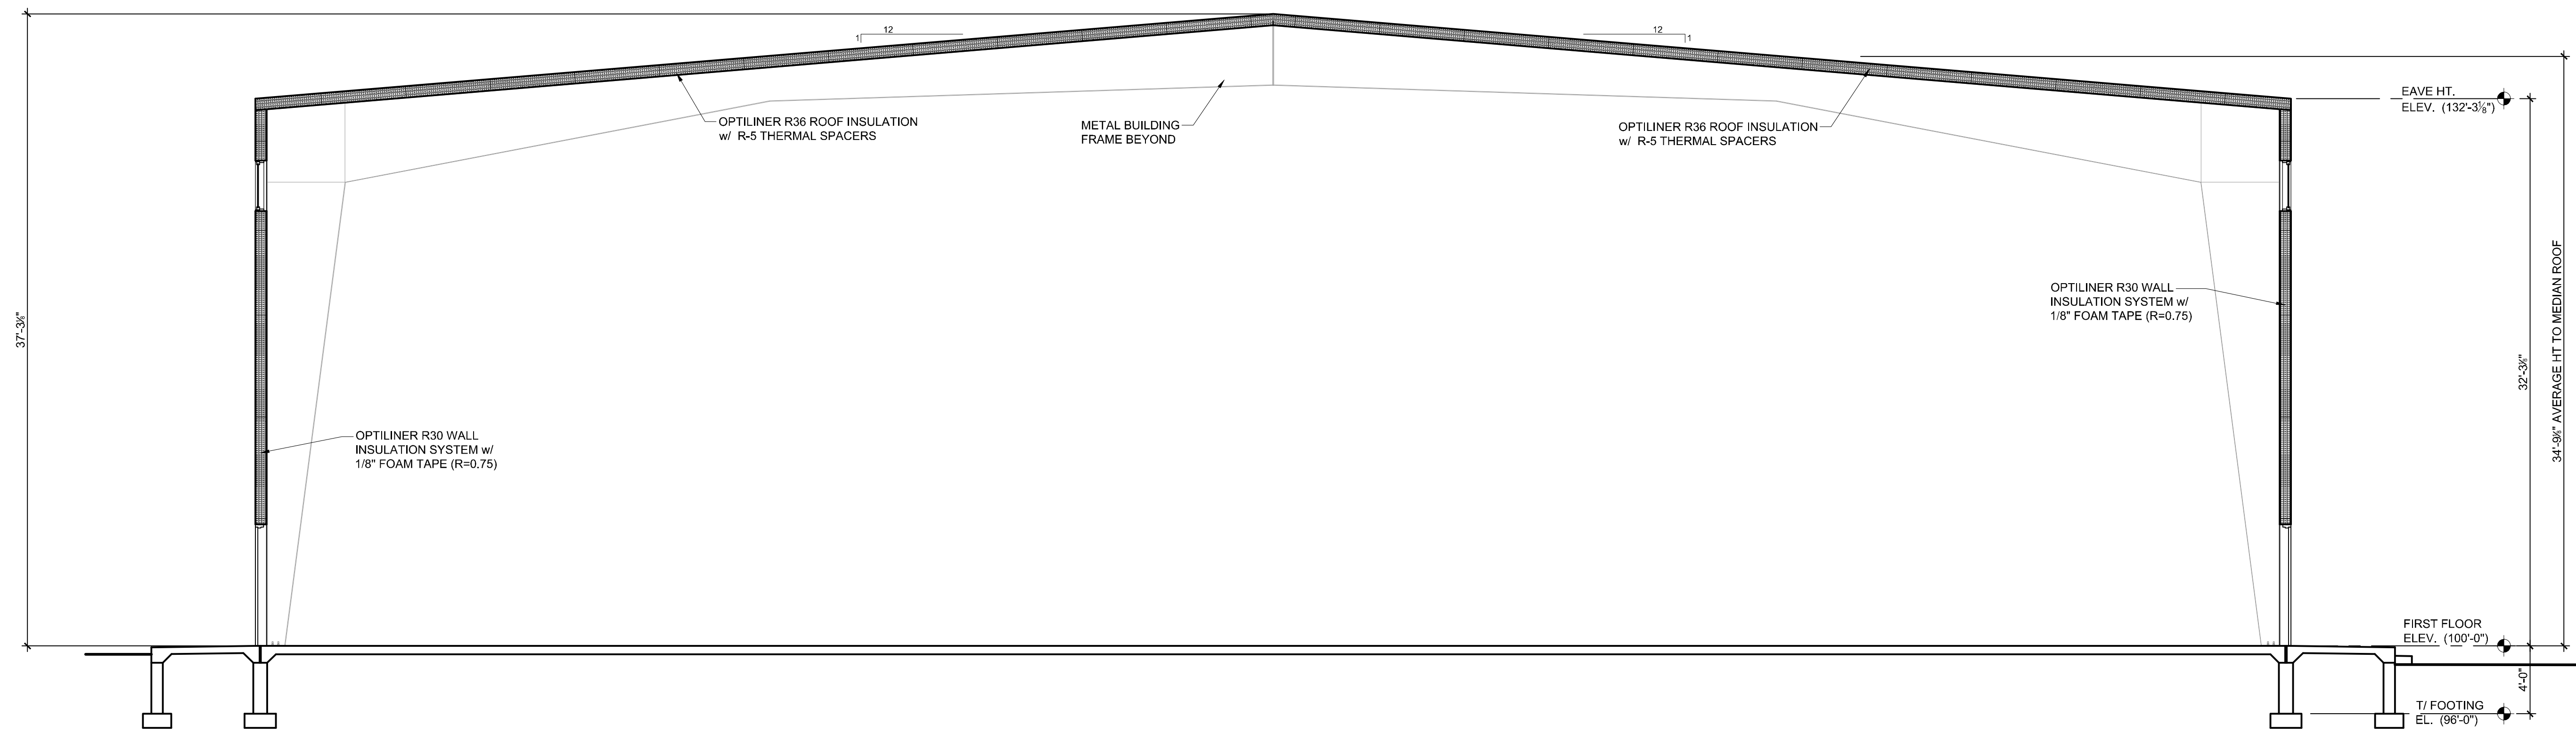 12
1
12
1
OPTILINER R36 ROOF INSULATION
w/ R-5 THERMAL SPACERS
METAL BUILDING
FRAME BEYOND
OPTILINER R36 ROOF INSULATION
w/ R-5 THERMAL SPACERS
EAVE HT.
ELEV. (132'-3⅛")
37'-3⅛"
OPTILINER R30 WALL
INSULATION SYSTEM w/
1/8" FOAM TAPE (R=0.75)
OPTILINER R30 WALL
INSULATION SYSTEM w/
1/8" FOAM TAPE (R=0.75)
32'-3⅛"
34'-9⅛" AVERAGE HT TO MEDIAN ROOF
FIRST FLOOR
ELEV. (100'-0")
4'-0"
T/ FOOTING
EL. (96'-0")